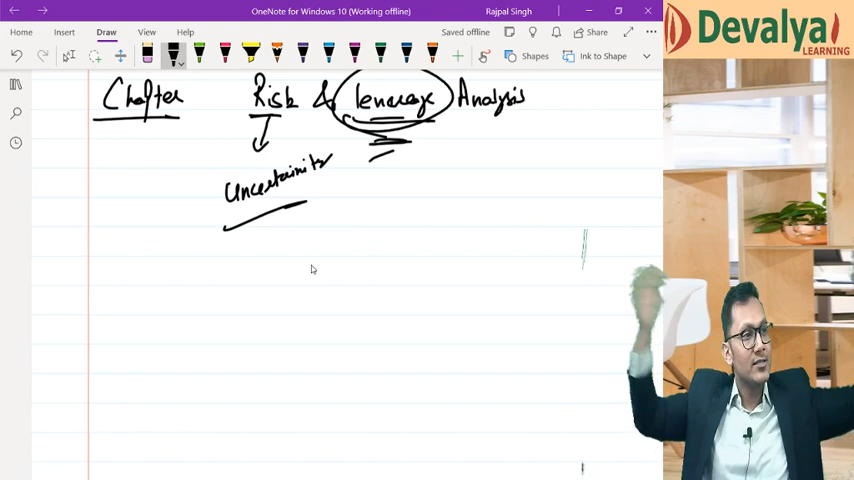 OneNote for Windows 10 (Working offline)
Rajpal Singh
Home Insert Draw View Help
Saved offline
Share
Shapes
Ink to Shape
Devalya
LEARNING
Chapter Risk & leverage Analysis
Uncertainity